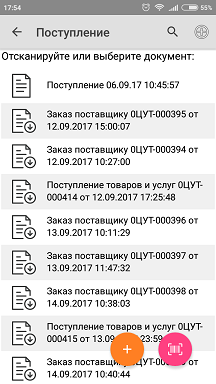 17:54
55%
Поступление
Отсканируйте или выберите документ:
Поступление 06.09.17 10:45:57
Заказ поставщику 0ЦУТ-000395 от
12.09.2017 15:00:07
Заказ поставщику 0ЦУТ-000394 от
12.09.2017 10:27:00
Поступление товаров и услуг 0ЦУТ-
000414 от 12.09.2017 17:25:48
Заказ поставщику 0ЦУТ-000396 от
13.09.2017 10:11:29
Заказ поставщику 0ЦУТ-000397 от
13.09.2017 11:47:32
Заказ поставщику 0ЦУТ-000398 от
14.09.2017 10:38:03
Поступление товаров и услуг 0ЦУТ-
000415 от 13.09 23:59
Заказ поставщику 0ЦУТ от
14.09.2017 10:40:44